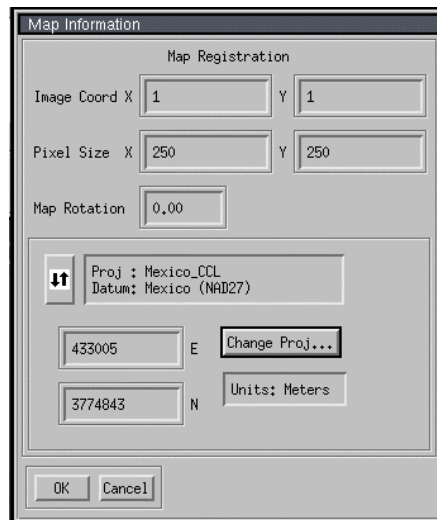 Map Information
Map Registration
Image Coord X 1 Y 1
Pixel Size X 250 Y 250
Map Rotation 0.00
Proj : Mexico_CCL
Datum: Mexico (NAD27)
433005 E Change Proj...
3774843 N Units: Meters
OK Cancel